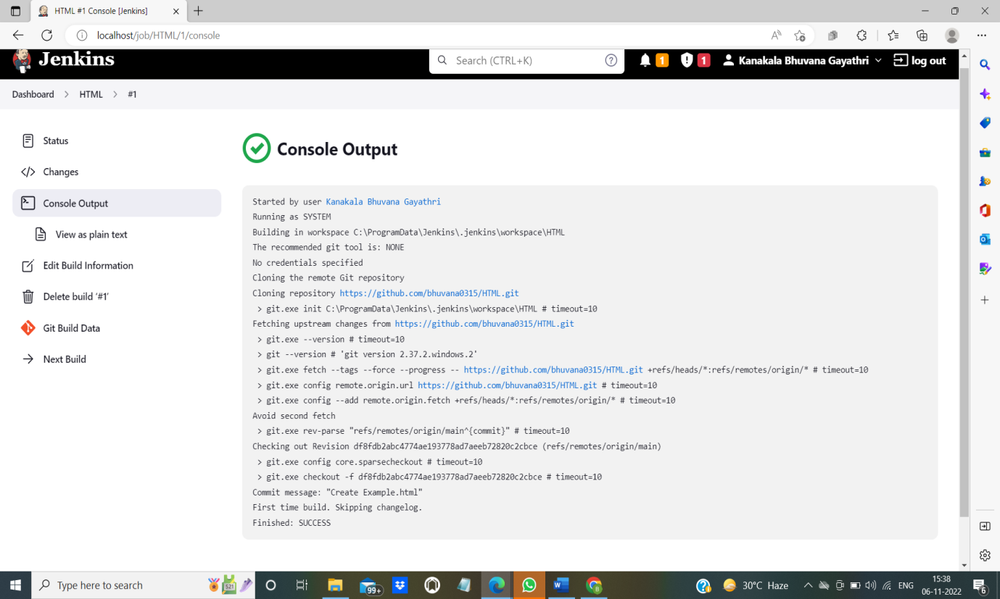 HTML #1 Console [Jenkins]
localhost/job/HTML/1/console
Jenkins
Search (CTRL+K)
1
1
Kanakala Bhuvana Gayathri
log out
Dashboard > HTML > #1
Status
Changes
Console Output
View as plain text
Edit Build Information
Delete build '#1'
Git Build Data
Next Build
Console Output
Started by user Kanakala Bhuvana Gayathri
Running as SYSTEM
Building in workspace C:\ProgramData\Jenkins\.jenkins\workspace\HTML
The recommended git tool is: NONE
No credentials specified
Cloning the remote Git repository
Cloning repository https://github.com/bhuvana0315/HTML.git
> git.exe init C:\ProgramData\Jenkins\.jenkins\workspace\HTML # timeout=10
Fetching upstream changes from https://github.com/bhuvana0315/HTML.git
> git.exe --version # timeout=10
> git --version # 'git version 2.37.2.windows.2'
> git.exe fetch --tags --force --progress -- https://github.com/bhuvana0315/HTML.git +refs/heads/*:refs/remotes/origin/* # timeout=10
> git.exe config remote.origin.url https://github.com/bhuvana0315/HTML.git # timeout=10
> git.exe config --add remote.origin.fetch +refs/heads/*:refs/remotes/origin/* # timeout=10
Avoid second fetch
> git.exe rev-parse "refs/remotes/origin/main^{commit}" # timeout=10
Checking out Revision df8fdb2abc4774ae193778ad7aeeb72820c2cbce (refs/remotes/origin/main)
> git.exe config core.sparsecheckout # timeout=10
> git.exe checkout -f df8fdb2abc4774ae193778ad7aeeb72820c2cbce # timeout=10
Commit message: "Create Example.html"
First time build. Skipping changelog.
Finished: SUCCESS
Type here to search
521
99+
30°C Haze
ENG
15:38
06-11-2022
6